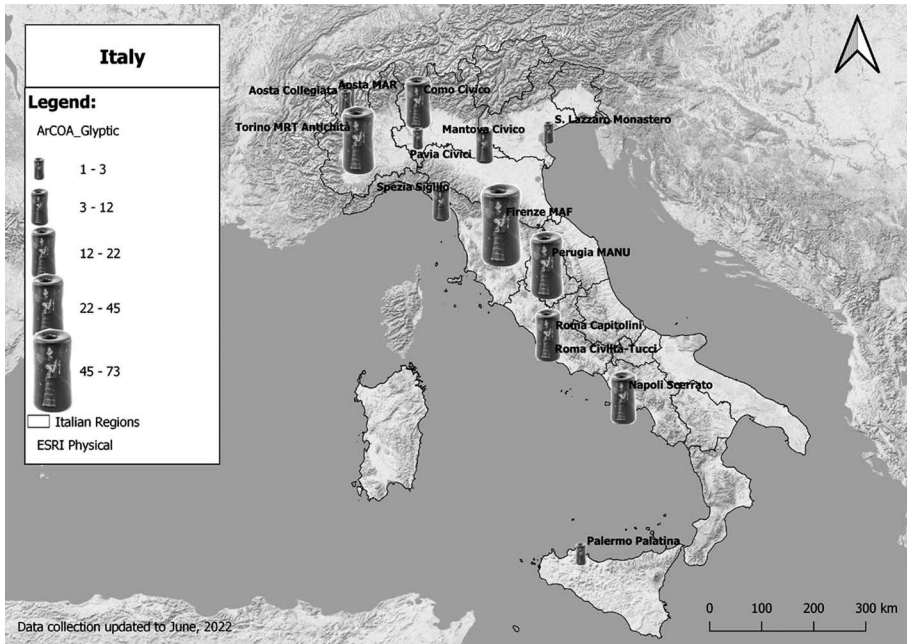 Italy
Legend:
ArCOA_Glyptic
1 - 3
3 - 12
12 - 22
22 - 45
45 - 73
Italian Regions
ESRI Physical
Aosta Collegiata
Aosta MAR
Como Civico
Torino MRT Antichità
Mantova Civico
S. Lazzaro Monastero
Pavia Civici
Spezia Sigillo
Firenze MAF
Perugia MANU
Roma Capitolini
Roma Civiltà-Tucci
Napoli Scerrato
Palermo Palatina
Data collection updated to June, 2022
0 100 200 300 km